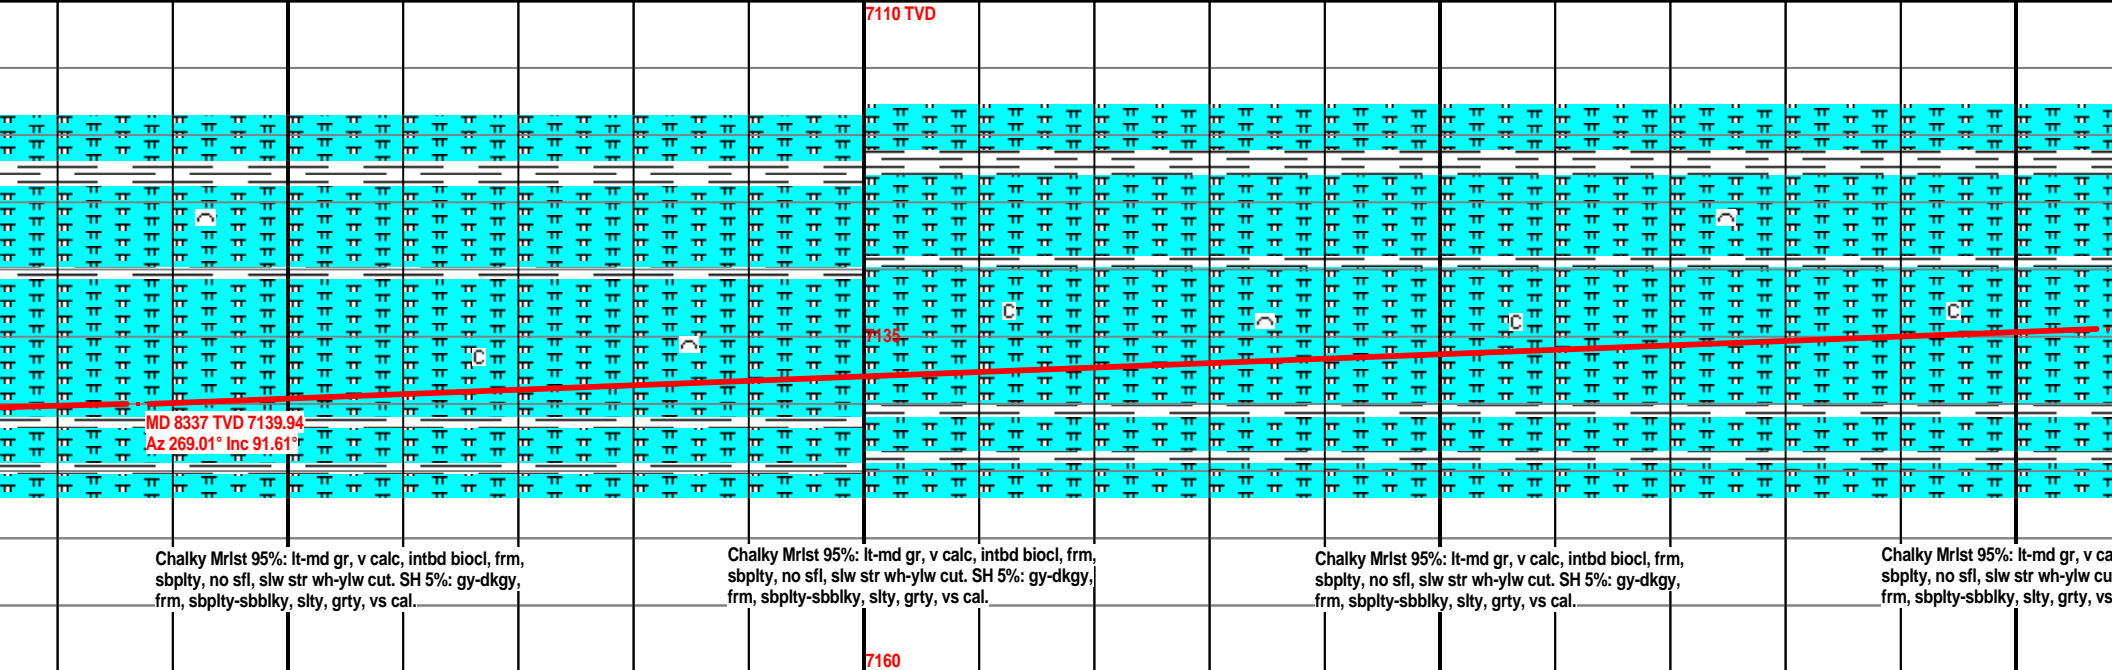 7110 TVD
C
C
C
C
7135
MD 8337 TVD 7139.94
Az 269.01° Inc 91.61°
Chalky Mrlst 95%: lt-md gr, v calc, intbd biocl, frm,
sbplty, no sfl, slw str wh-ylw cut. SH 5%: gy-dkgy,
frm, sbplty-sbblky, slty, grty, vs cal.
Chalky Mrlst 95%: lt-md gr, v calc, intbd biocl, frm,
sbplty, no sfl, slw str wh-ylw cut. SH 5%: gy-dkgy,
frm, sbplty-sbblky, slty, grty, vs cal.
Chalky Mrlst 95%: lt-md gr, v calc, intbd biocl, frm,
sbplty, no sfl, slw str wh-ylw cut. SH 5%: gy-dkgy,
frm, sbplty-sbblky, slty, grty, vs cal.
Chalky Mrlst 95%: lt-md gr, v ca
sbplty, no sfl, slw str wh-ylw cu
frm, sbplty-sbblky, slty, grty, vs
7160